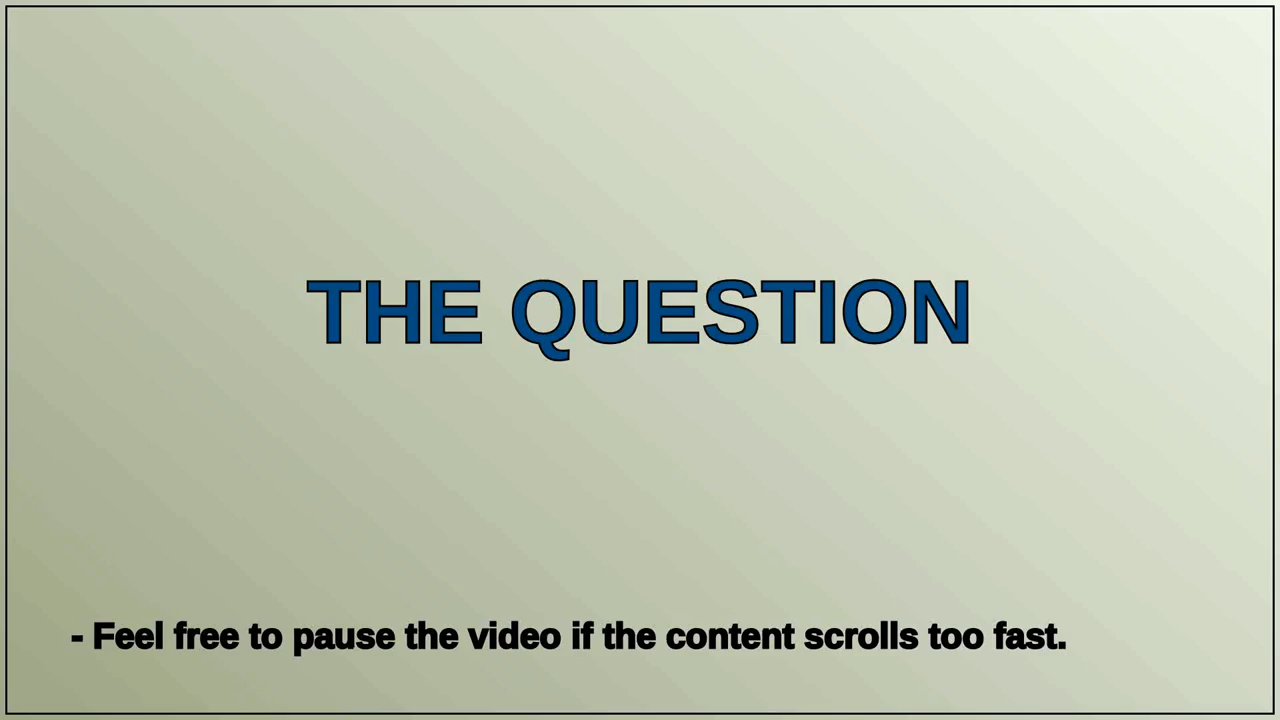 THE QUESTION
- Feel free to pause the video if the content scrolls too fast.